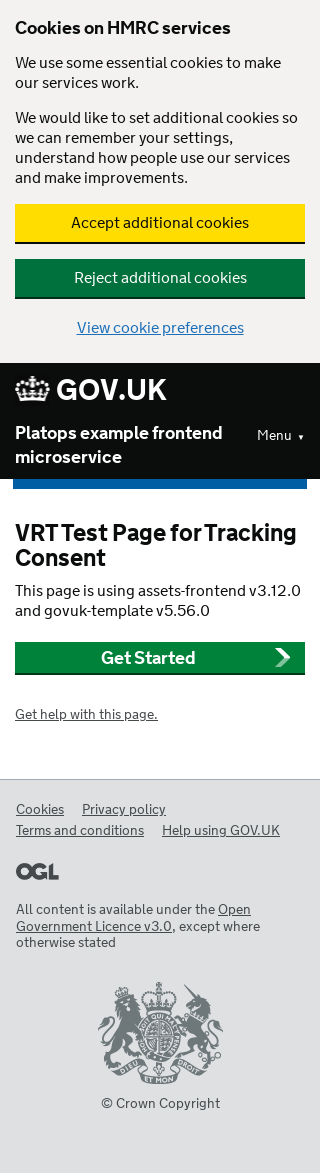 Cookies on HMRC services
We use some essential cookies to make
our services work.
We would like to set additional cookies so
we can remember your settings,
understand how people use our services
and make improvements.
Accept additional cookies
Reject additional cookies
View cookie preferences
GOV.UK
Platops example frontend
microservice
Menu ▼
VRT Test Page for Tracking
Consent
This page is using assets-frontend v3.12.0
and govuk-template v5.56.0
Get Started
Get help with this page.
Cookies Privacy policy
Terms and conditions Help using GOV.UK
OGL
All content is available under the Open
Government Licence v3.0, except where
otherwise stated
DIEU ET MON DROIT
© Crown Copyright